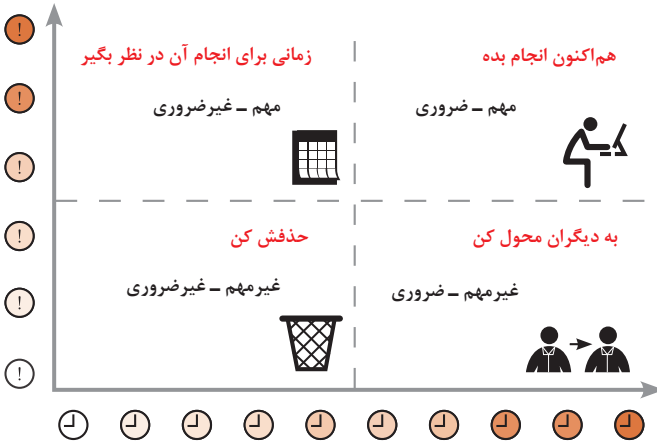 هم‌اکنون انجام بده
مهم ـ ضروری
زمانی برای انجام آن در نظر بگیر
مهم ـ غیرضروری
به دیگران محول کن
غیرمهم ـ ضروری
حذفش کن
غیرمهم ـ غیرضروری
!
!
!
!
!
!